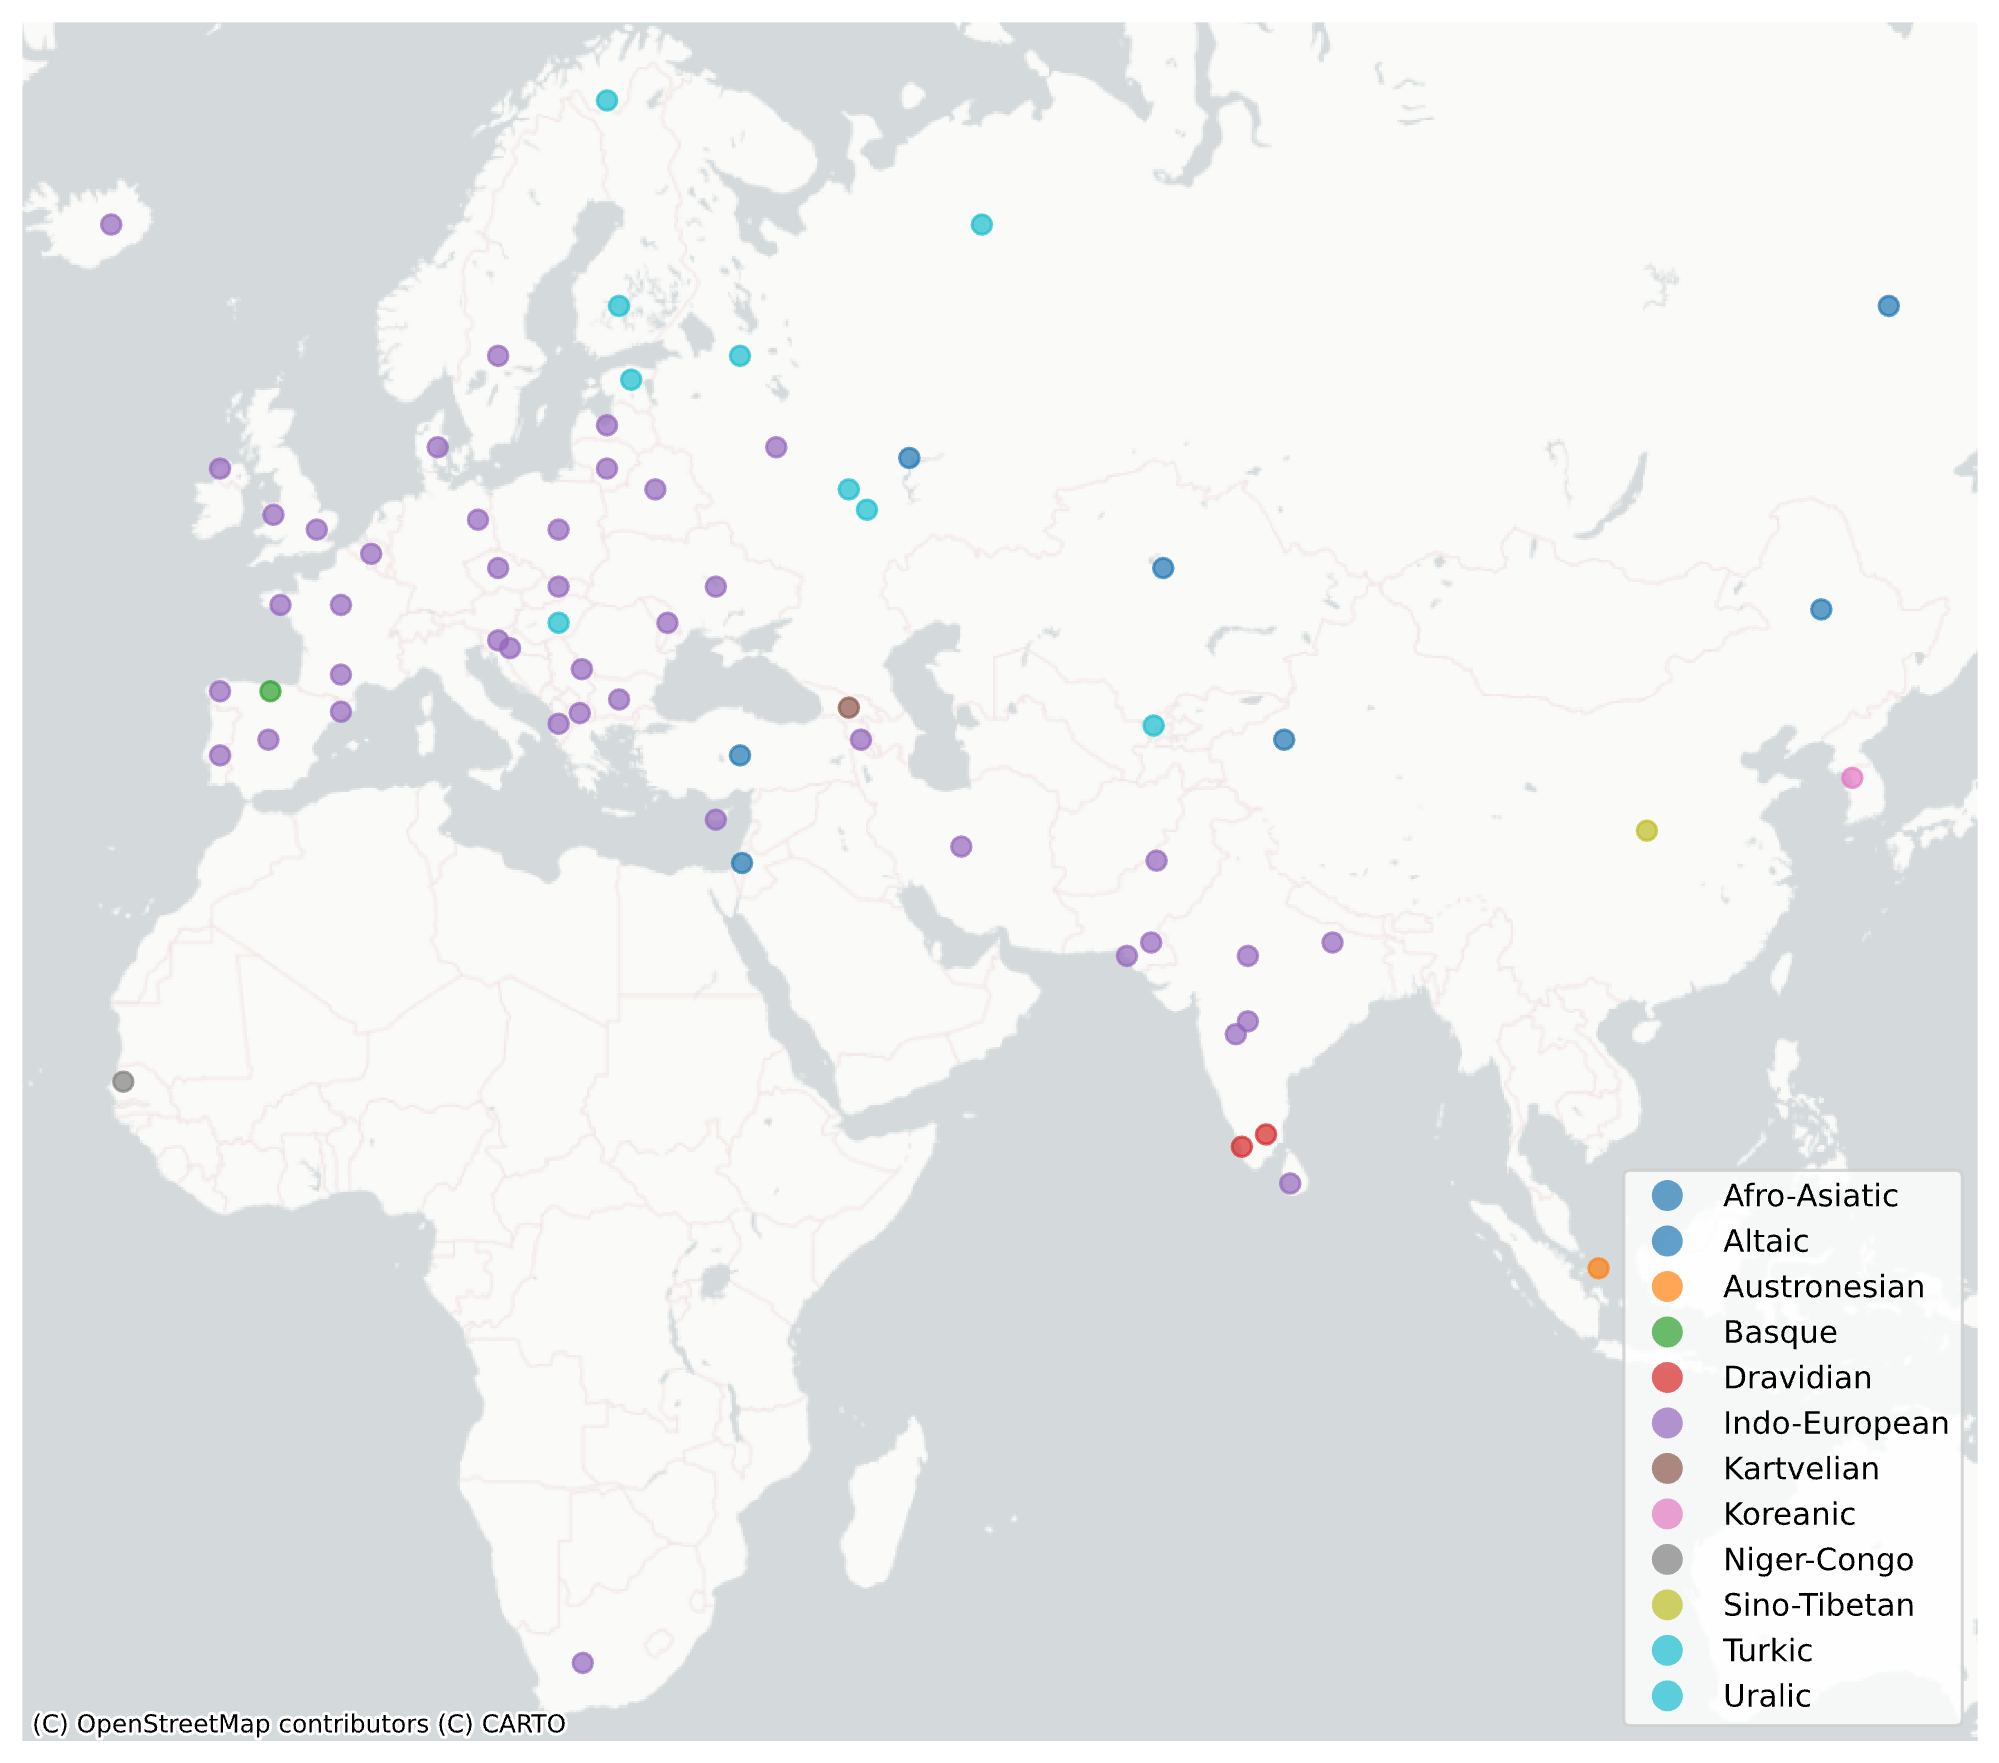 Afro-Asiatic
Altaic
Austronesian
Basque
Dravidian
Indo-European
Kartvelian
Koreanic
Niger-Congo
Sino-Tibetan
Turkic
Uralic
(C) OpenStreetMap contributors (C) CARTO